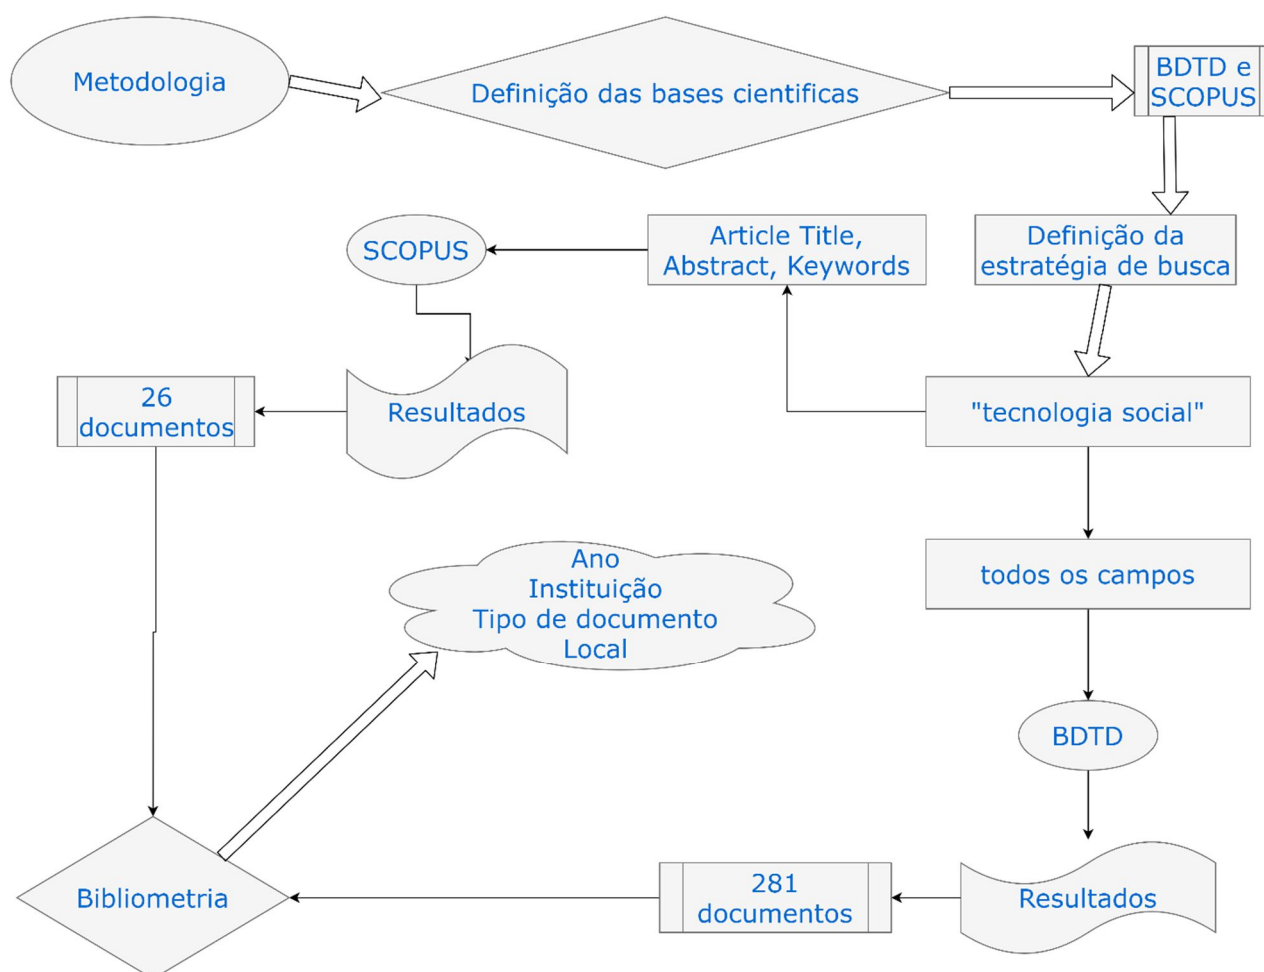 Metodologia
Definição das bases cientificas
BDTD e
SCOPUS
SCOPUS
Article Title,
Abstract, Keywords
Definição da
estratégia de busca
26
documentos
Resultados
"tecnologia social"
Ano
Instituição
Tipo de documento
Local
todos os campos
BDTD
Bibliometria
281
documentos
Resultados